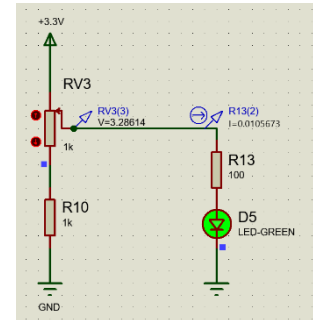 +3.3V
RV3
RV3(3)
V=3.28614
1k
R13(2)
I=0.0105673
R13
100
R10
1k
D5
LED-GREEN
GND